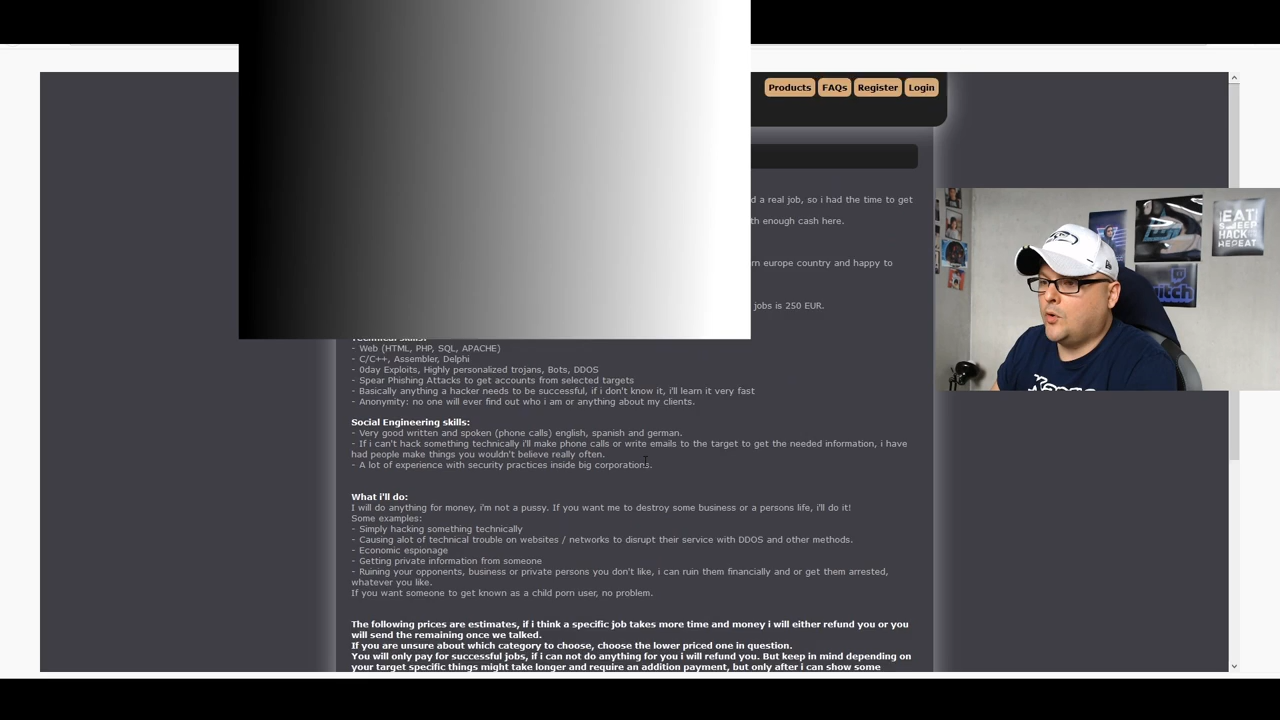 Products FAQs Register Login
d a real job, so i had the time to get
th enough cash here.
rn europe country and happy to
jobs is 250 EUR.
Technical skills:
- Web (HTML, PHP, SQL, APACHE)
- C/C++, Assembler, Delphi
- 0day Exploits, Highly personalized trojans, Bots, DDOS
- Spear Phishing Attacks to get accounts from selected targets
- Basically anything a hacker needs to be successful, if i don't know it, i'll learn it very fast
- Anonymity: no one will ever find out who i am or anything about my clients.
Social Engineering skills:
- Very good written and spoken (phone calls) english, spanish and german.
- If i can't hack something technically i'll make phone calls or write emails to the target to get the needed information, i have
had people make things you wouldn't believe really often.
- A lot of experience with security practices inside big corporations.
What i'll do:
I will do anything for money, i'm not a pussy. If you want me to destroy some business or a persons life, i'll do it!
Some examples:
- Simply hacking something technically
- Causing alot of technical trouble on websites / networks to disrupt their service with DDOS and other methods.
- Economic espionage
- Getting private information from someone
- Ruining your opponents, business or private persons you don't like, i can ruin them financially and or get them arrested,
whatever you like.
If you want someone to get known as a child porn user, no problem.
The following prices are estimates, if i think a specific job takes more time and money i will either refund you or you
will send the remaining once we talked.
If you are unsure about which category to choose, choose the lower priced one in question.
You will only pay for successful jobs, if i can not do anything for you i will refund you. But keep in mind depending on
your target specific things might take longer and require an addition payment, but only after i can show some
EAT
SLEEP
HACK
REPEAT
twitch